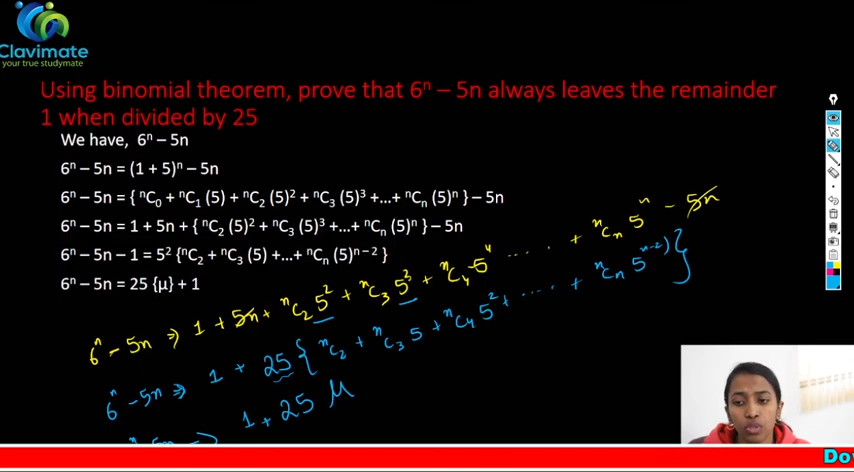 Clavimate
your true studymate
Using binomial theorem, prove that 6ⁿ – 5n always leaves the remainder
1 when divided by 25
We have, 6ⁿ – 5n
6ⁿ – 5n = (1 + 5)ⁿ – 5n
6ⁿ – 5n = { ⁿC₀ + ⁿC₁ (5) + ⁿC₂ (5)² + ⁿC₃ (5)³ +...+ ⁿCₙ (5)ⁿ } – 5n
6ⁿ – 5n = 1 + 5n + { ⁿC₂ (5)² + ⁿC₃ (5)³ +...+ ⁿCₙ (5)ⁿ } – 5n
6ⁿ – 5n – 1 = 5² {ⁿC₂ + ⁿC₃ (5) +...+ ⁿCₙ (5)ⁿ⁻² }
6ⁿ – 5n = 25 {μ} + 1
6ⁿ – 5n ⇒ 1 + 5n + ⁿC₂ 5² + ⁿC₃ 5³ + ⁿC₄ 5⁴ ..... + ⁿCₙ 5ⁿ – 5n
6ⁿ – 5n ⇒ 1 + 25 { ⁿC₂ + ⁿC₃ 5 + ⁿC₄ 5² + .... + ⁿCₙ 5⁽ⁿ⁻²⁾ }
1 + 25 μ
Do